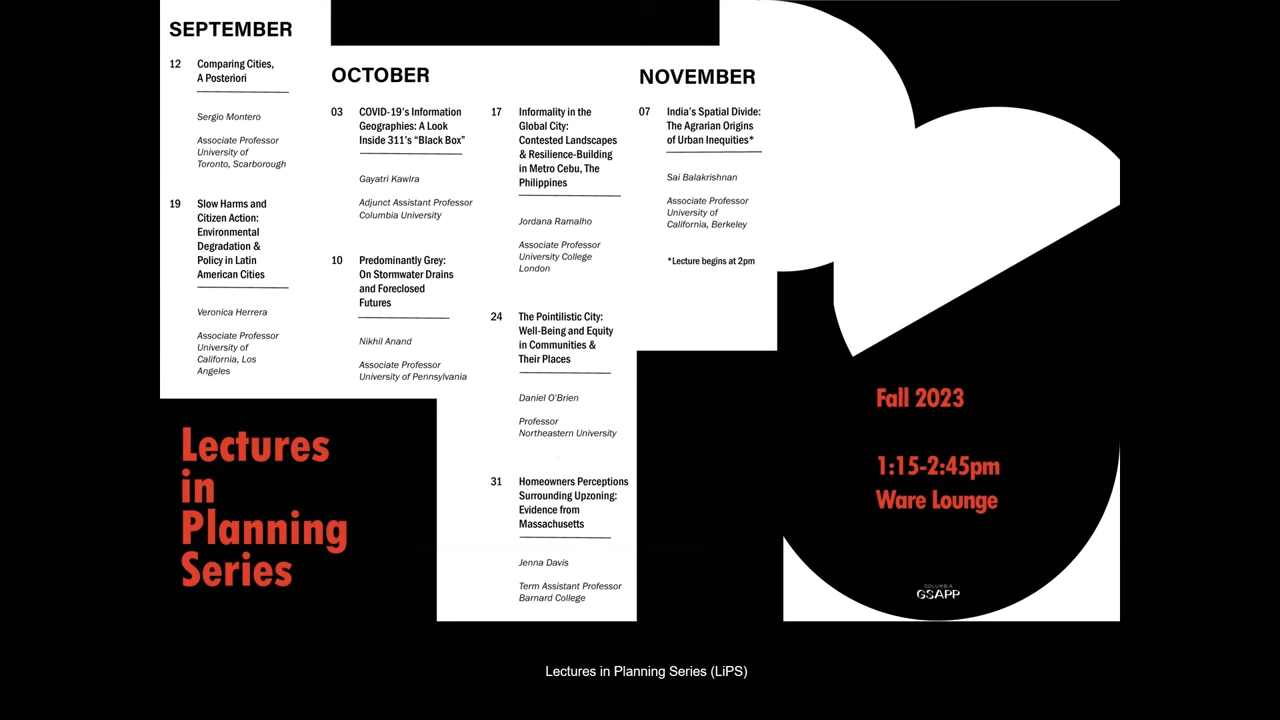 SEPTEMBER
12
Comparing Cities,
A Posteriori
Sergio Montero
Associate Professor
University of
Toronto, Scarborough
19
Slow Harms and
Citizen Action:
Environmental
Degradation &
Policy in Latin
American Cities
Veronica Herrera
Associate Professor
University of
California, Los
Angeles
OCTOBER
03
COVID-19’s Information
Geographies: A Look
Inside 311’s “Black Box”
Gayatri Kawlra
Adjunct Assistant Professor
Columbia University
10
Predominantly Grey:
On Stormwater Drains
and Foreclosed
Futures
Nikhil Anand
Associate Professor
University of Pennsylvania
17
Informality in the
Global City:
Contested Landscapes
& Resilience-Building
in Metro Cebu, The
Philippines
Jordana Ramalho
Associate Professor
University College
London
24
The Pointilistic City:
Well-Being and Equity
in Communities &
Their Places
Daniel O’Brien
Professor
Northeastern University
31
Homeowners Perceptions
Surrounding Upzoning:
Evidence from
Massachusetts
Jenna Davis
Term Assistant Professor
Barnard College
NOVEMBER
07
India’s Spatial Divide:
The Agrarian Origins
of Urban Inequities*
Sai Balakrishnan
Associate Professor
University of
California, Berkeley
*Lecture begins at 2pm
Lectures
in
Planning
Series
Fall 2023
1:15-2:45pm
Ware Lounge
COLUMBIA
GSAPP
Lectures in Planning Series (LiPS)